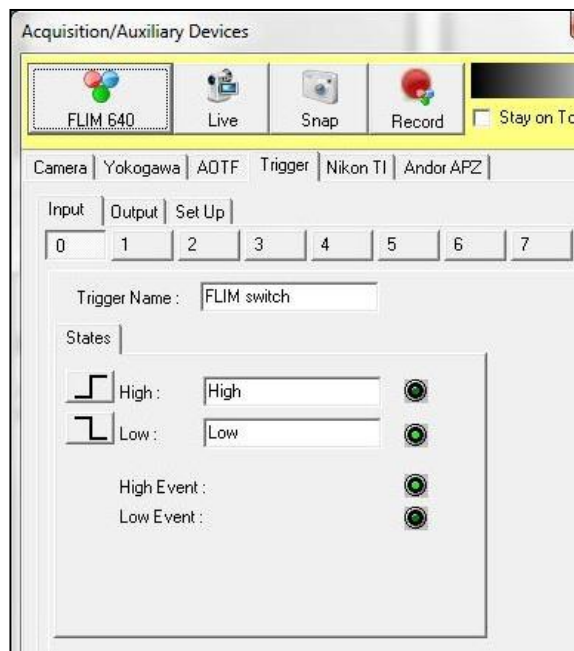 Acquisition/Auxiliary Devices
FLIM 640 Live Snap Record Stay on To
Camera Yokogawa AOTF Trigger Nikon TI Andor APZ
Input Output Set Up
0 1 2 3 4 5 6 7
Trigger Name : FLIM switch
States
High : High
Low : Low
High Event :
Low Event :